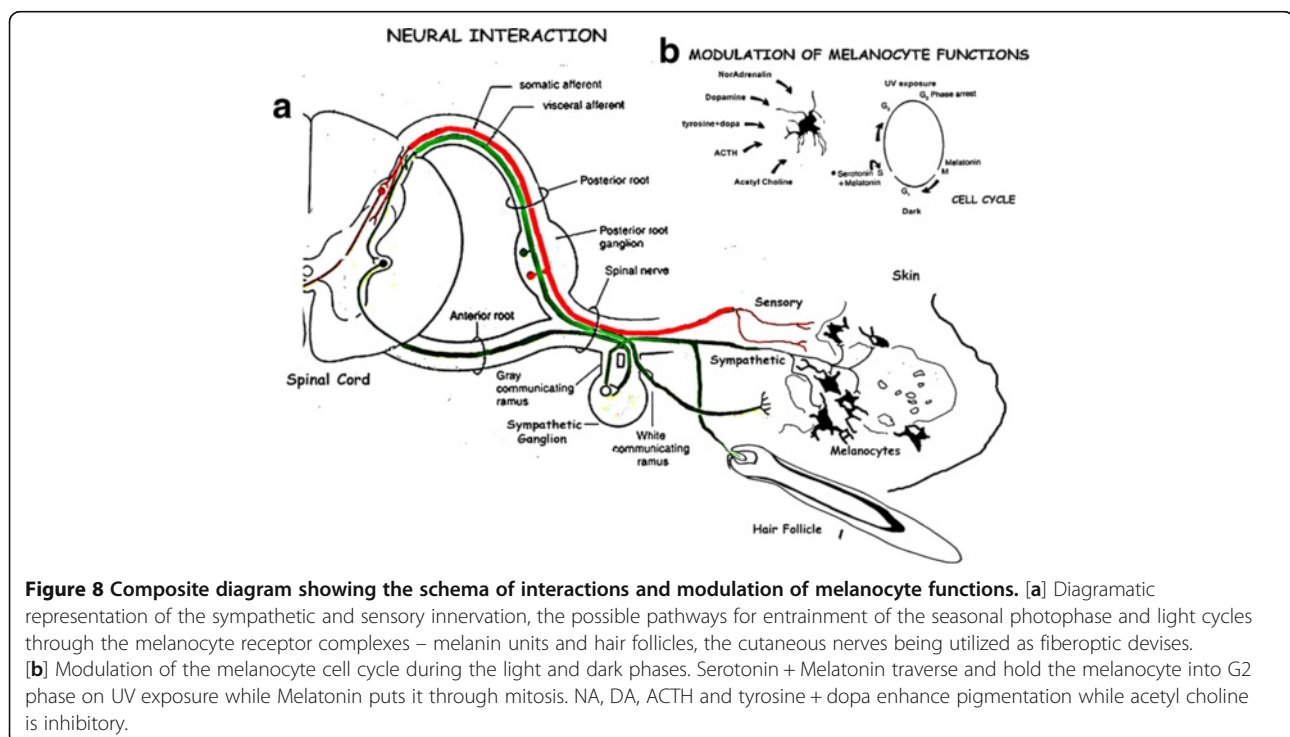 NEURAL INTERACTION
a
somatic afferent
visceral afferent
Posterior root
Posterior root
ganglion
Spinal nerve
Anterior root
Spinal Cord
Gray
communicating
ramus
Sympathetic
Ganglion
White
communicating
ramus
Sensory
Sympathetic
Skin
Melanocytes
Hair Follicle
b MODULATION OF MELANOCYTE FUNCTIONS
NorAdrenalin
Dopamine
tyrosine+dopa
ACTH
Acetyl Choline
UV exposure
G2 Phase arrest
G1
Melatonin
M
Serotonin S
+ Melatonin
G1
Dark
CELL CYCLE
Figure 8 Composite diagram showing the schema of interactions and modulation of melanocyte functions. [a] Diagramatic
representation of the sympathetic and sensory innervation, the possible pathways for entrainment of the seasonal photophase and light cycles
through the melanocyte receptor complexes – melanin units and hair follicles, the cutaneous nerves being utilized as fiberoptic devises.
[b] Modulation of the melanocyte cell cycle during the light and dark phases. Serotonin + Melatonin traverse and hold the melanocyte into G2
phase on UV exposure while Melatonin puts it through mitosis. NA, DA, ACTH and tyrosine + dopa enhance pigmentation while acetyl choline
is inhibitory.